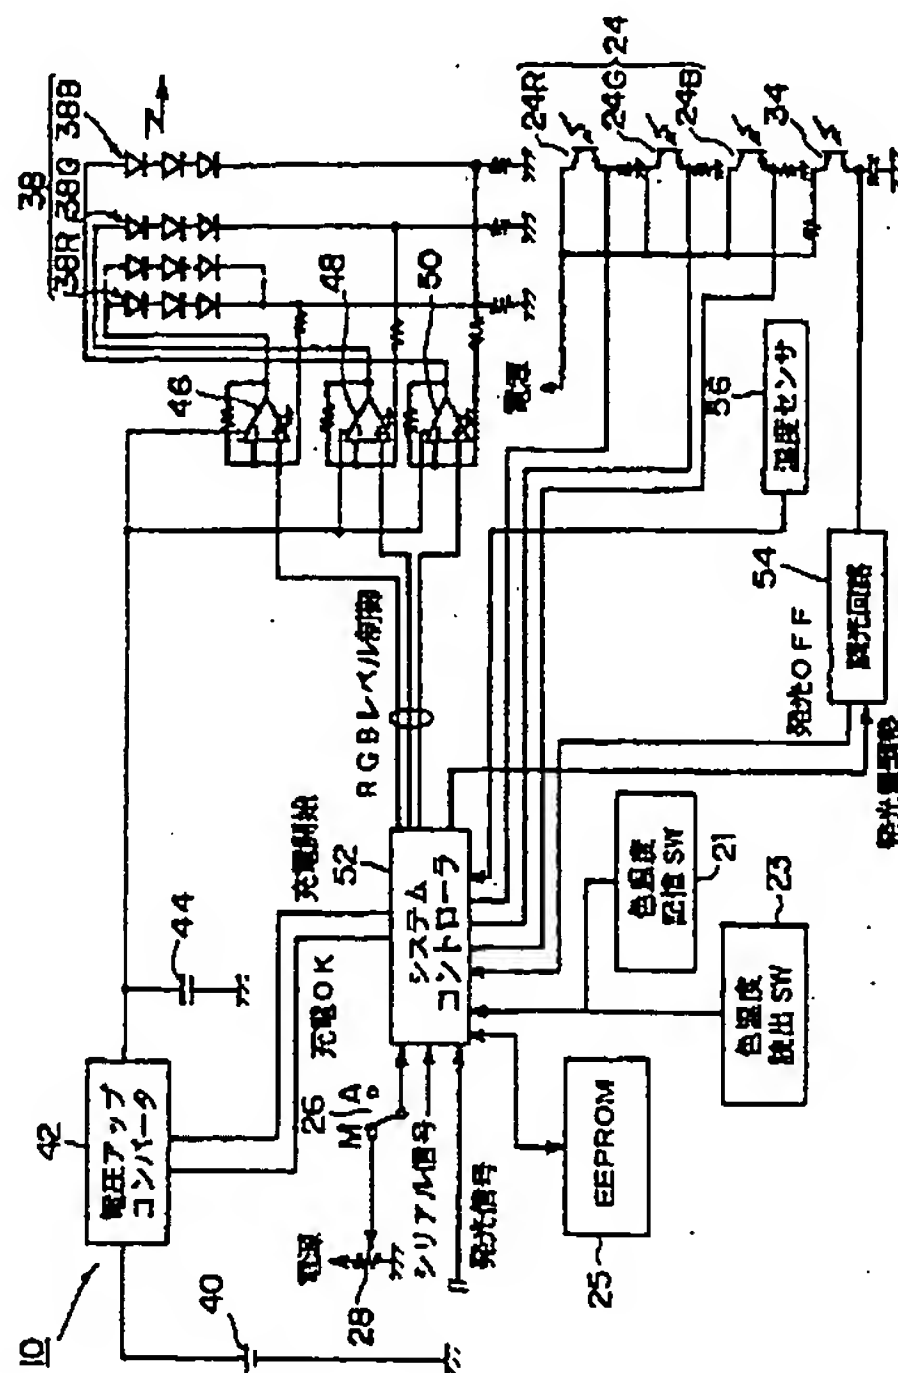 10
40
42
電圧アップ
コンバータ
44
充電開始
充電OK
電源
28
26
M
A
シリアル信号
発光信号
52
システム
コントローラ
25
EEPROM
色温度
記憶SW
21
23
色温度
読出SW
RGBレベル制御
46
48
50
38
38R
38G
38B
Z
電源
24R
24G
24B
24
34
56
温度センサ
54
調光回路
発光OFF